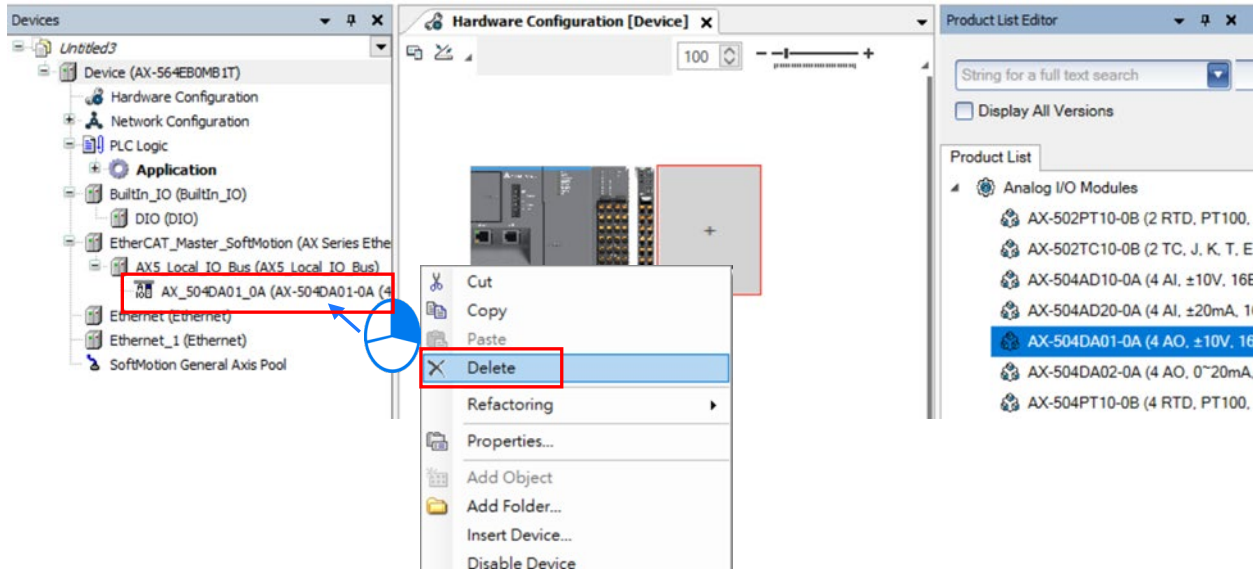 Devices
Untitled3
Device (AX-564EB0MB1T)
Hardware Configuration
Network Configuration
PLC Logic
Application
BuiltIn_IO (BuiltIn_IO)
DIO (DIO)
EtherCAT_Master_SoftMotion (AX Series Ethe
AX5_Local_IO_Bus (AX5_Local_IO_Bus)
AX_504DA01_0A (AX-504DA01-0A (4
Ethernet (Ethernet)
Ethernet_1 (Ethernet)
SoftMotion General Axis Pool
Hardware Configuration [Device]
100
Cut
Copy
Paste
Delete
Refactoring
Properties...
Add Object
Add Folder...
Insert Device...
Disable Device
Product List Editor
String for a full text search
Display All Versions
Product List
Analog I/O Modules
AX-502PT10-0B (2 RTD, PT100,
AX-502TC10-0B (2 TC, J, K, T, E
AX-504AD10-0A (4 AI, ±10V, 16B
AX-504AD20-0A (4 AI, ±20mA, 16
AX-504DA01-0A (4 AO, ±10V, 16
AX-504DA02-0A (4 AO, 0~20mA,
AX-504PT10-0B (4 RTD, PT100,